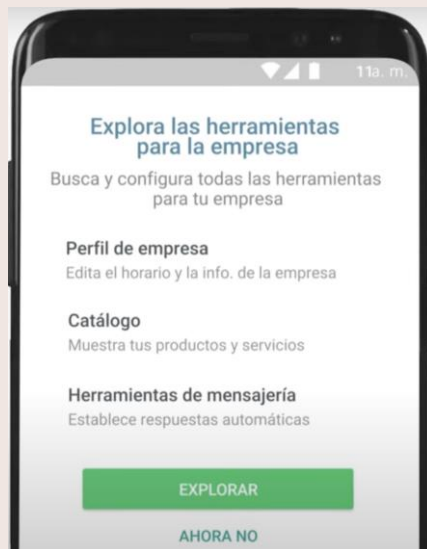 11a. m.
Explora las herramientas
para la empresa
Busca y configura todas las herramientas
para tu empresa
Perfil de empresa
Edita el horario y la info. de la empresa
Catálogo
Muestra tus productos y servicios
Herramientas de mensajería
Establece respuestas automáticas
EXPLORAR
AHORA NO